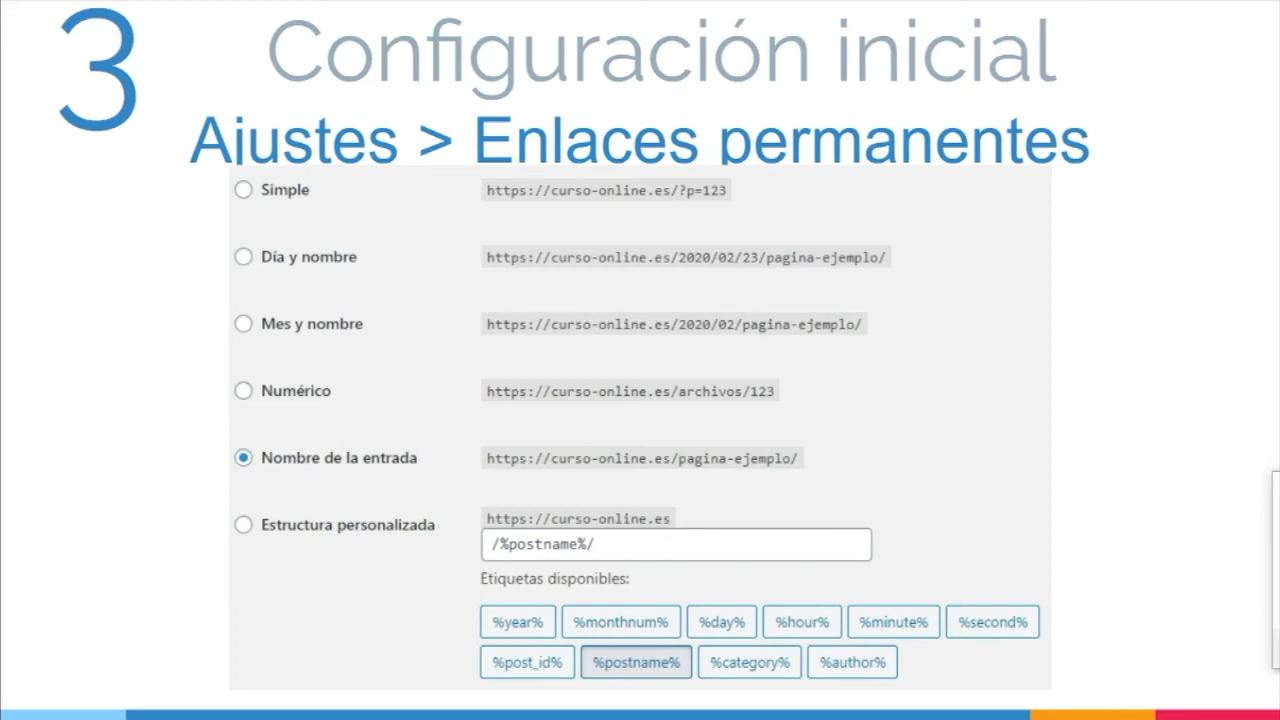 3
Configuración inicial
Ajustes > Enlaces permanentes
Simple https://curso-online.es/?p=123
Día y nombre https://curso-online.es/2020/02/23/pagina-ejemplo/
Mes y nombre https://curso-online.es/2020/02/pagina-ejemplo/
Numérico https://curso-online.es/archivos/123
Nombre de la entrada https://curso-online.es/pagina-ejemplo/
Estructura personalizada https://curso-online.es
/%postname%/
Etiquetas disponibles:
%year% %monthnum% %day% %hour% %minute% %second%
%post_id% %postname% %category% %author%